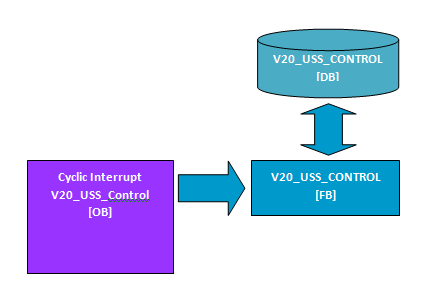 V20_USS_CONTROL
[DB]
Cyclic Interrupt
V20_USS_Control
[OB]
V20_USS_CONTROL
[FB]